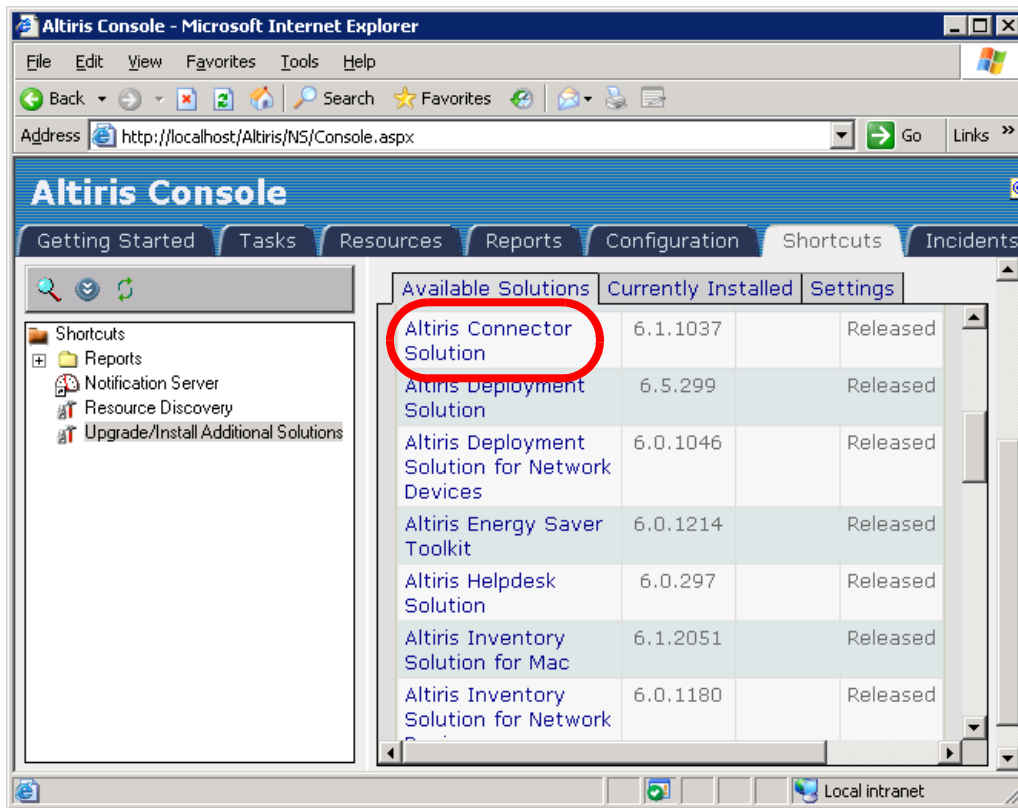 Altiris Console - Microsoft Internet Explorer
File Edit View Favorites Tools Help
Back Search Favorites
Address http://localhost/Altiris/NS/Console.aspx Go Links »
Altiris Console
Getting Started Tasks Resources Reports Configuration Shortcuts Incidents
Available Solutions Currently Installed Settings
Shortcuts
Reports
Notification Server
Resource Discovery
Upgrade/Install Additional Solutions
Altiris Connector 6.1.1037 Released
Solution
Altiris Deployment 6.5.299 Released
Solution
Altiris Deployment 6.0.1046 Released
Solution for Network
Devices
Altiris Energy Saver 6.0.1214 Released
Toolkit
Altiris Helpdesk 6.0.297 Released
Solution
Altiris Inventory 6.1.2051 Released
Solution for Mac
Altiris Inventory 6.0.1180 Released
Solution for Network
Local intranet